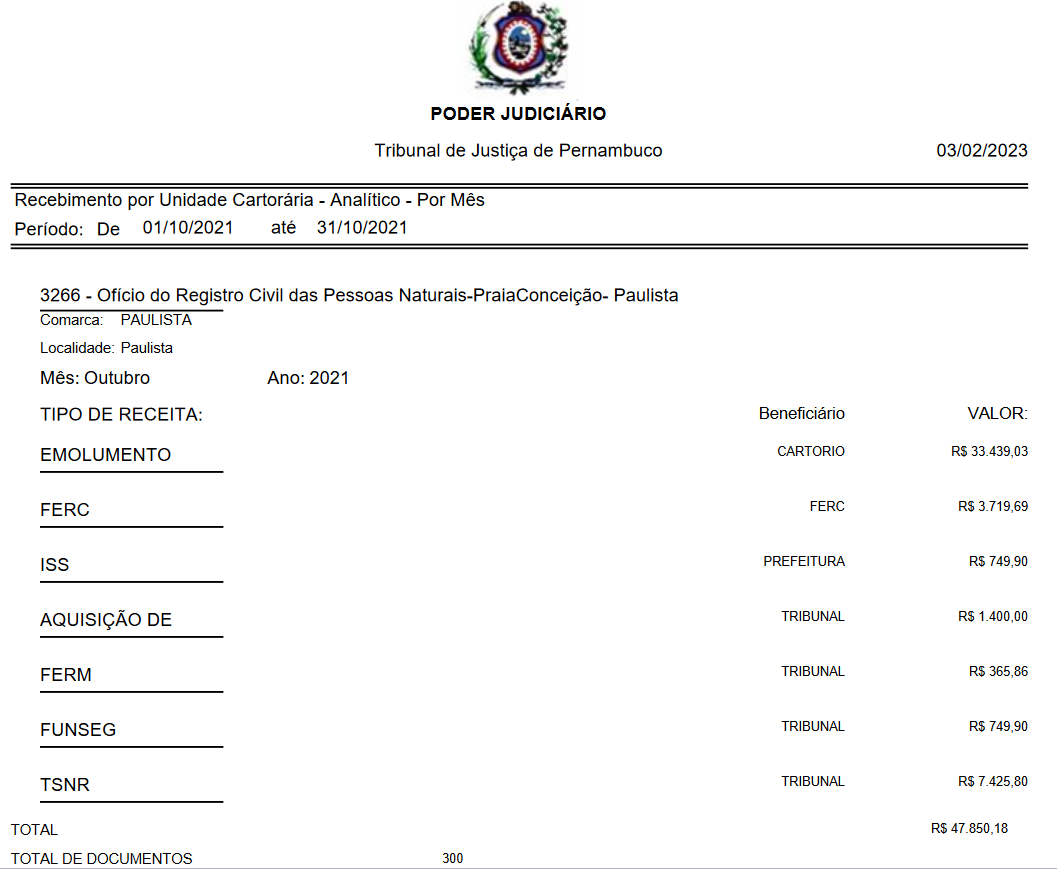 PODER JUDICIÁRIO
Tribunal de Justiça de Pernambuco 03/02/2023
Recebimento por Unidade Cartorária - Analítico - Por Mês
Período: De 01/10/2021 até 31/10/2021
3266 - Ofício do Registro Civil das Pessoas Naturais-PraiaConceição- Paulista
Comarca: PAULISTA
Localidade: Paulista
Mês: Outubro Ano: 2021
TIPO DE RECEITA: Beneficiário VALOR:
EMOLUMENTO CARTORIO R$ 33.439,03
FERC FERC R$ 3.719,69
ISS PREFEITURA R$ 749,90
AQUISIÇÃO DE TRIBUNAL R$ 1.400,00
FERM TRIBUNAL R$ 365,86
FUNSEG TRIBUNAL R$ 749,90
TSNR TRIBUNAL R$ 7.425,80
TOTAL R$ 47.850,18
TOTAL DE DOCUMENTOS 300